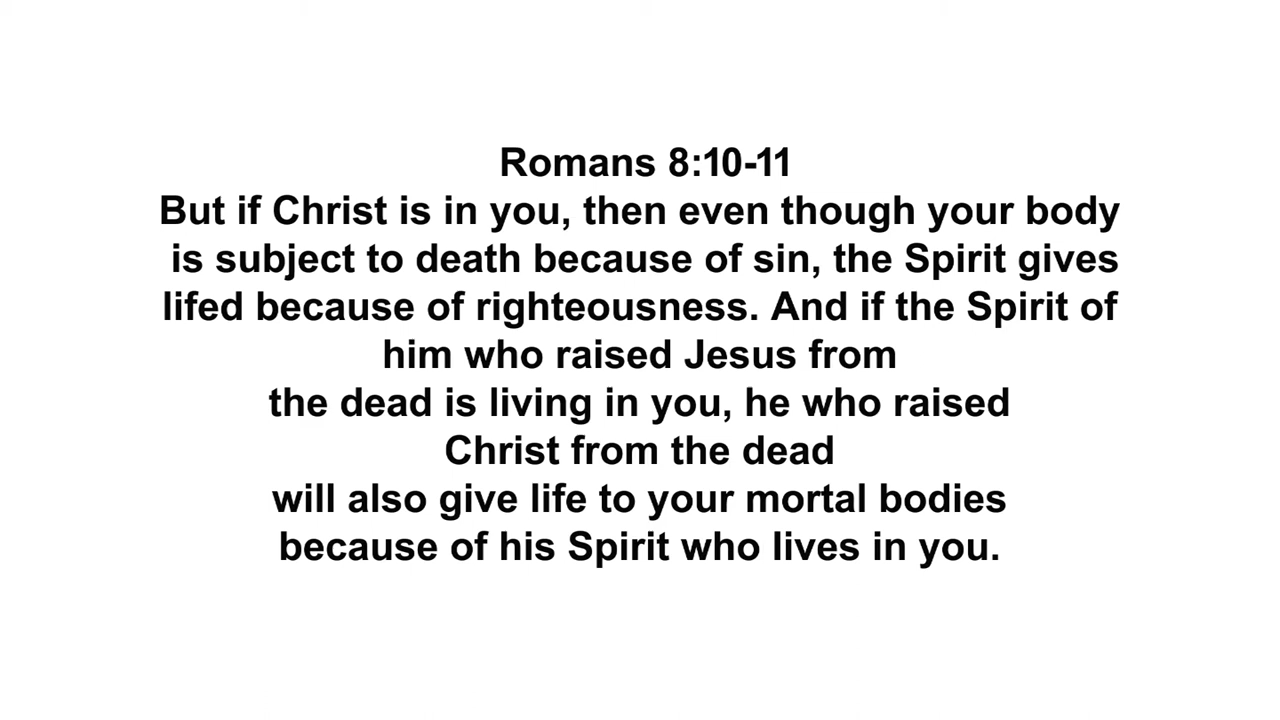 Romans 8:10-11
But if Christ is in you, then even though your body
is subject to death because of sin, the Spirit gives
lifed because of righteousness. And if the Spirit of
him who raised Jesus from
the dead is living in you, he who raised
Christ from the dead
will also give life to your mortal bodies
because of his Spirit who lives in you.